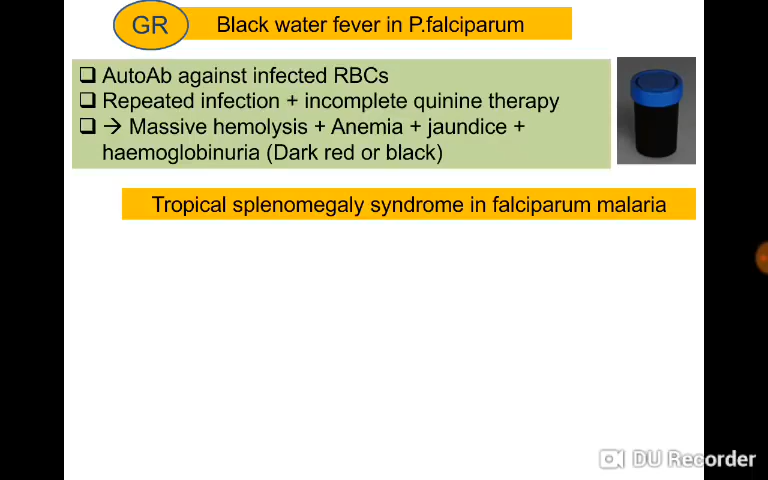 GR Black water fever in P.falciparum
❑ AutoAb against infected RBCs
❑ Repeated infection + incomplete quinine therapy
❑ → Massive hemolysis + Anemia + jaundice +
haemoglobinuria (Dark red or black)
Tropical splenomegaly syndrome in falciparum malaria
DU Recorder